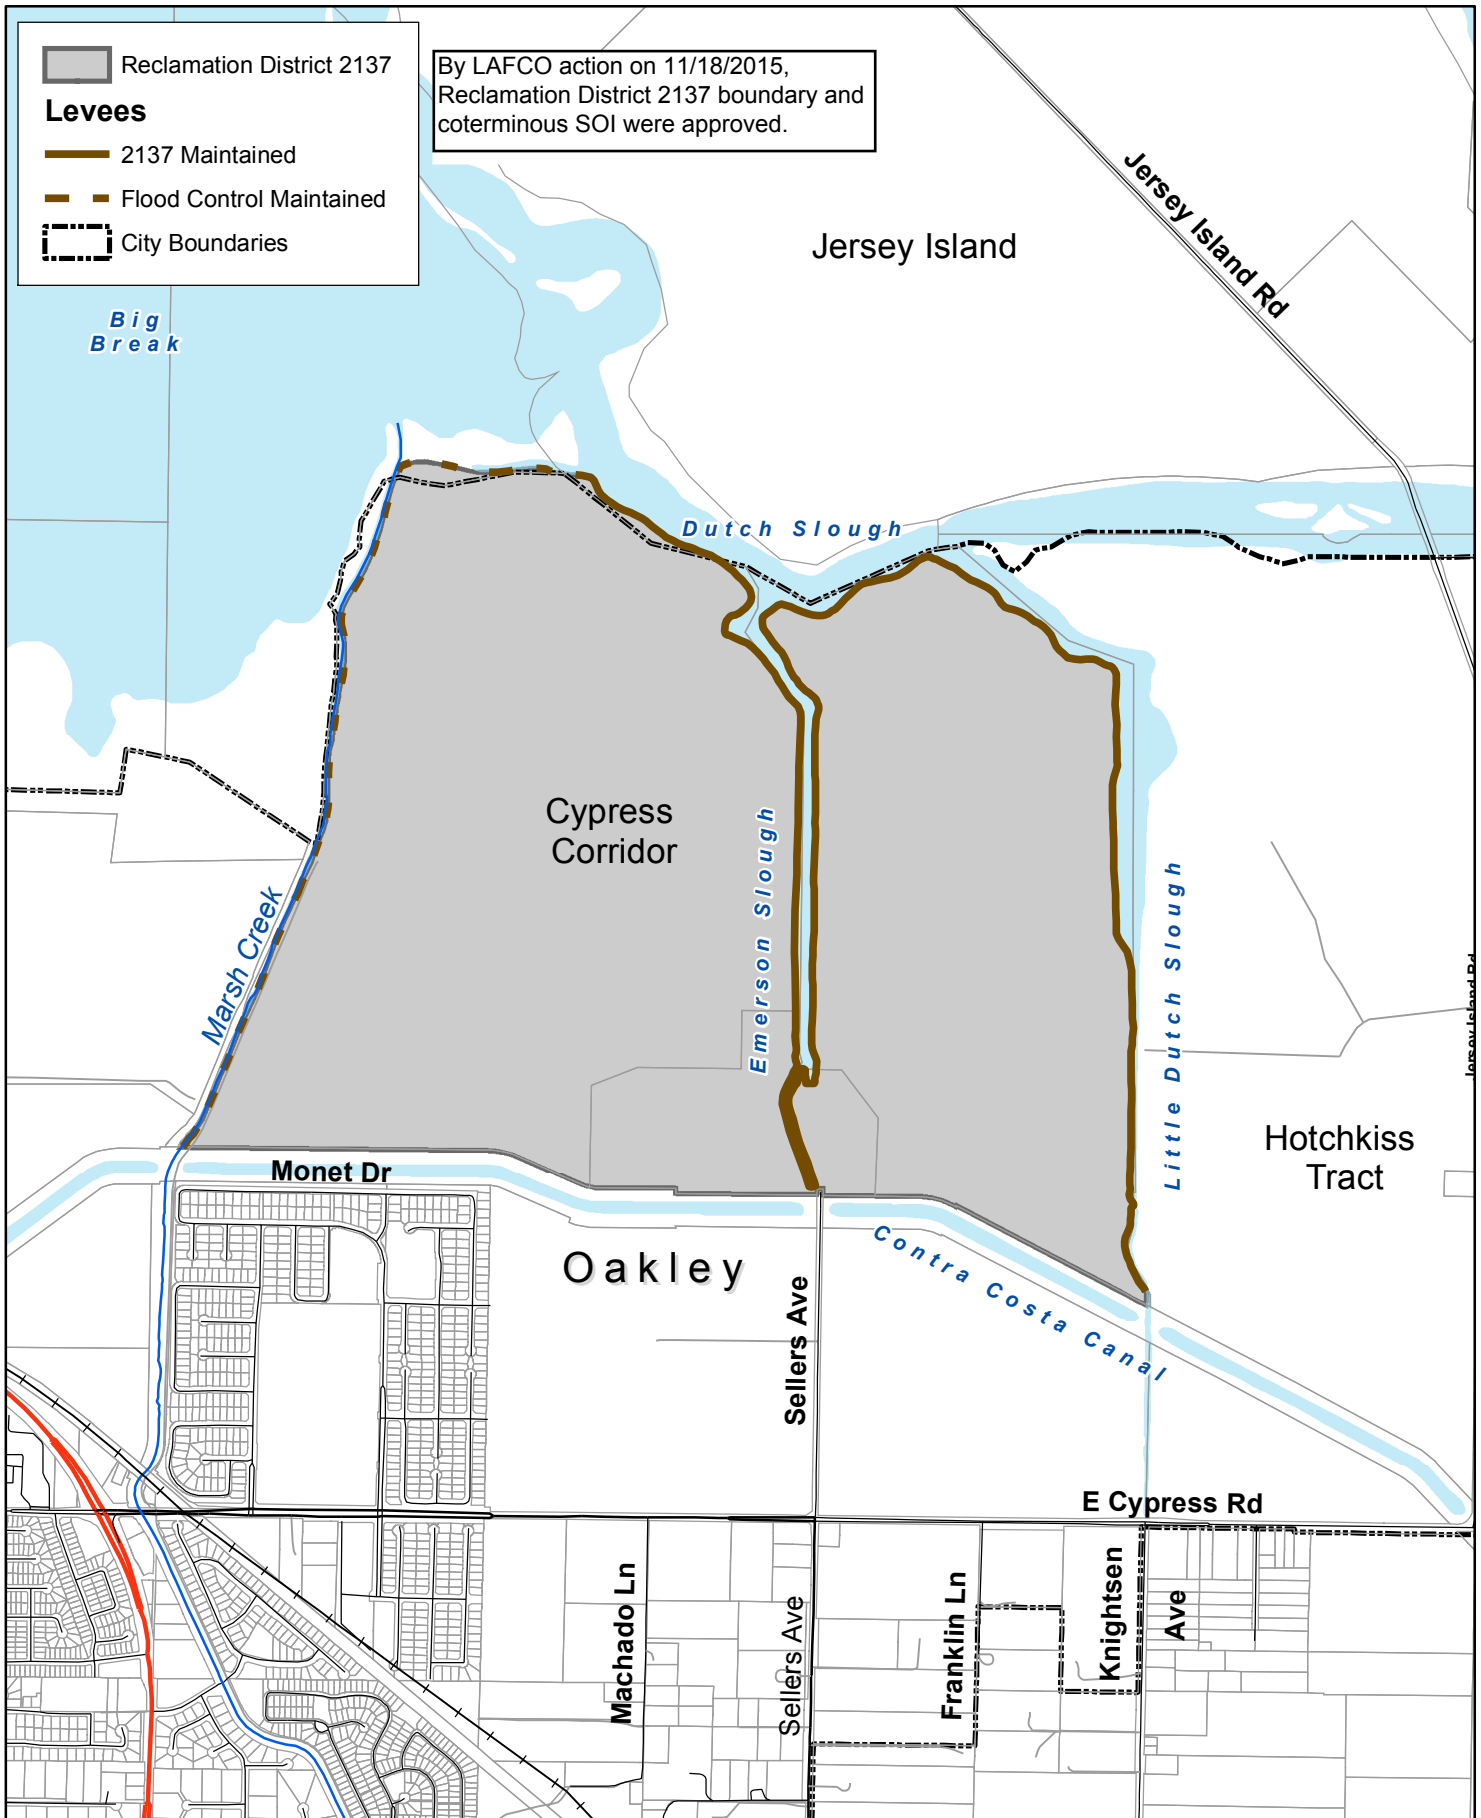 Reclamation District 2137
Levees
2137 Maintained
Flood Control Maintained
City Boundaries
By LAFCO action on 11/18/2015,
Reclamation District 2137 boundary and
coterminous SOI were approved.
Jersey Island
Jersey Island Rd
Big
Break
Dutch Slough
Cypress
Corridor
Emerson Slough
Marsh Creek
Little Dutch Slough
Jersey Island Rd
Hotchkiss
Tract
Monet Dr
Oakley
Contra Costa Canal
Sellers Ave
E Cypress Rd
Machado Ln
Sellers Ave
Franklin Ln
Knightsen
Ave